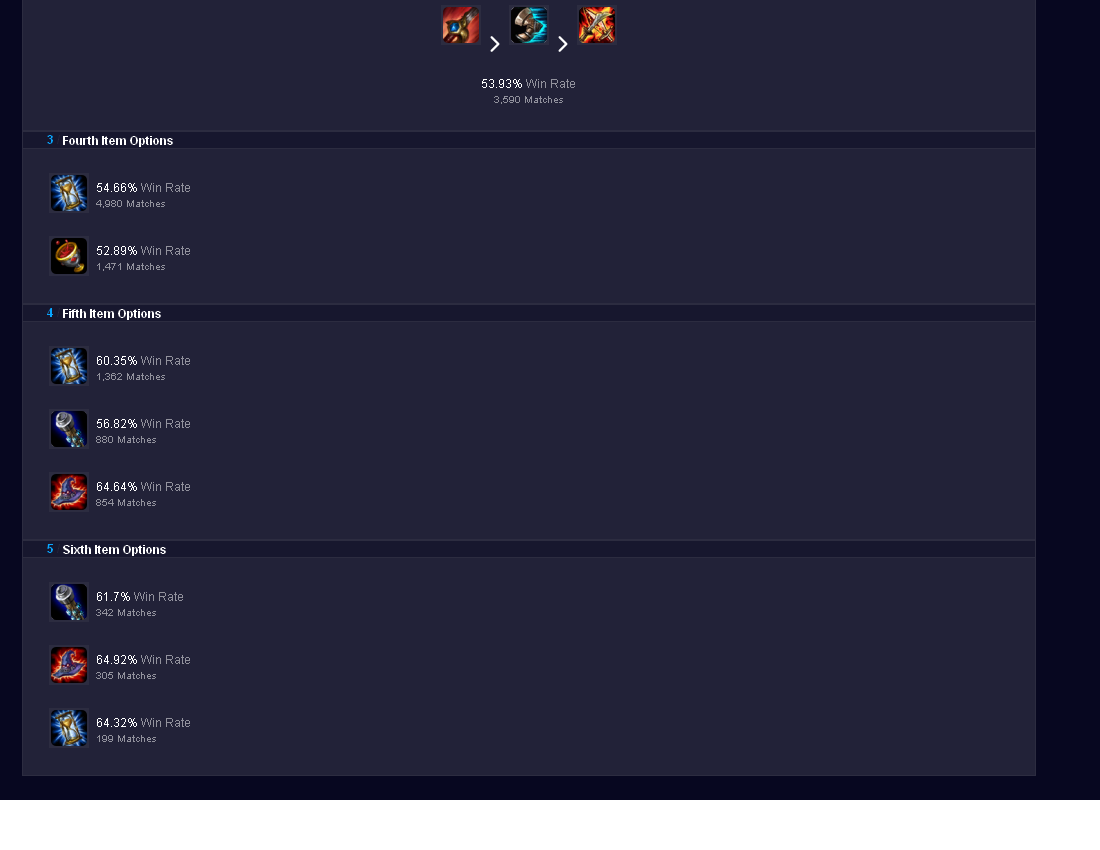 53.93% Win Rate
3,590 Matches
3 Fourth Item Options
54.66% Win Rate
4,980 Matches
52.89% Win Rate
1,471 Matches
4 Fifth Item Options
60.35% Win Rate
1,362 Matches
56.82% Win Rate
880 Matches
64.64% Win Rate
854 Matches
5 Sixth Item Options
61.7% Win Rate
342 Matches
64.92% Win Rate
305 Matches
64.32% Win Rate
199 Matches